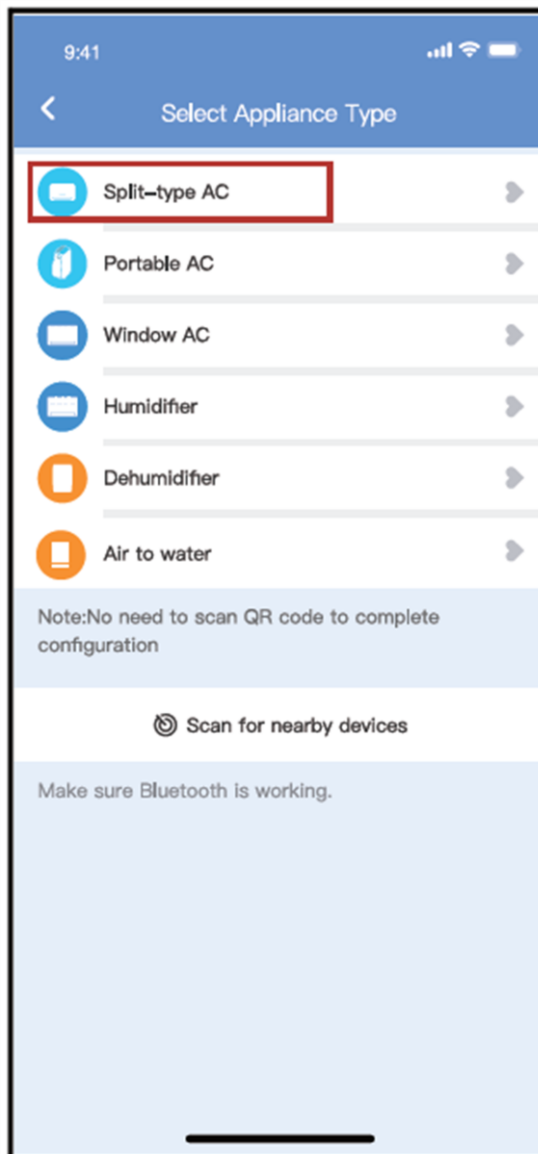 9:41
Select Appliance Type
Split-type AC
Portable AC
Window AC
Humidifier
Dehumidifier
Air to water
Note:No need to scan QR code to complete
configuration
Scan for nearby devices
Make sure Bluetooth is working.